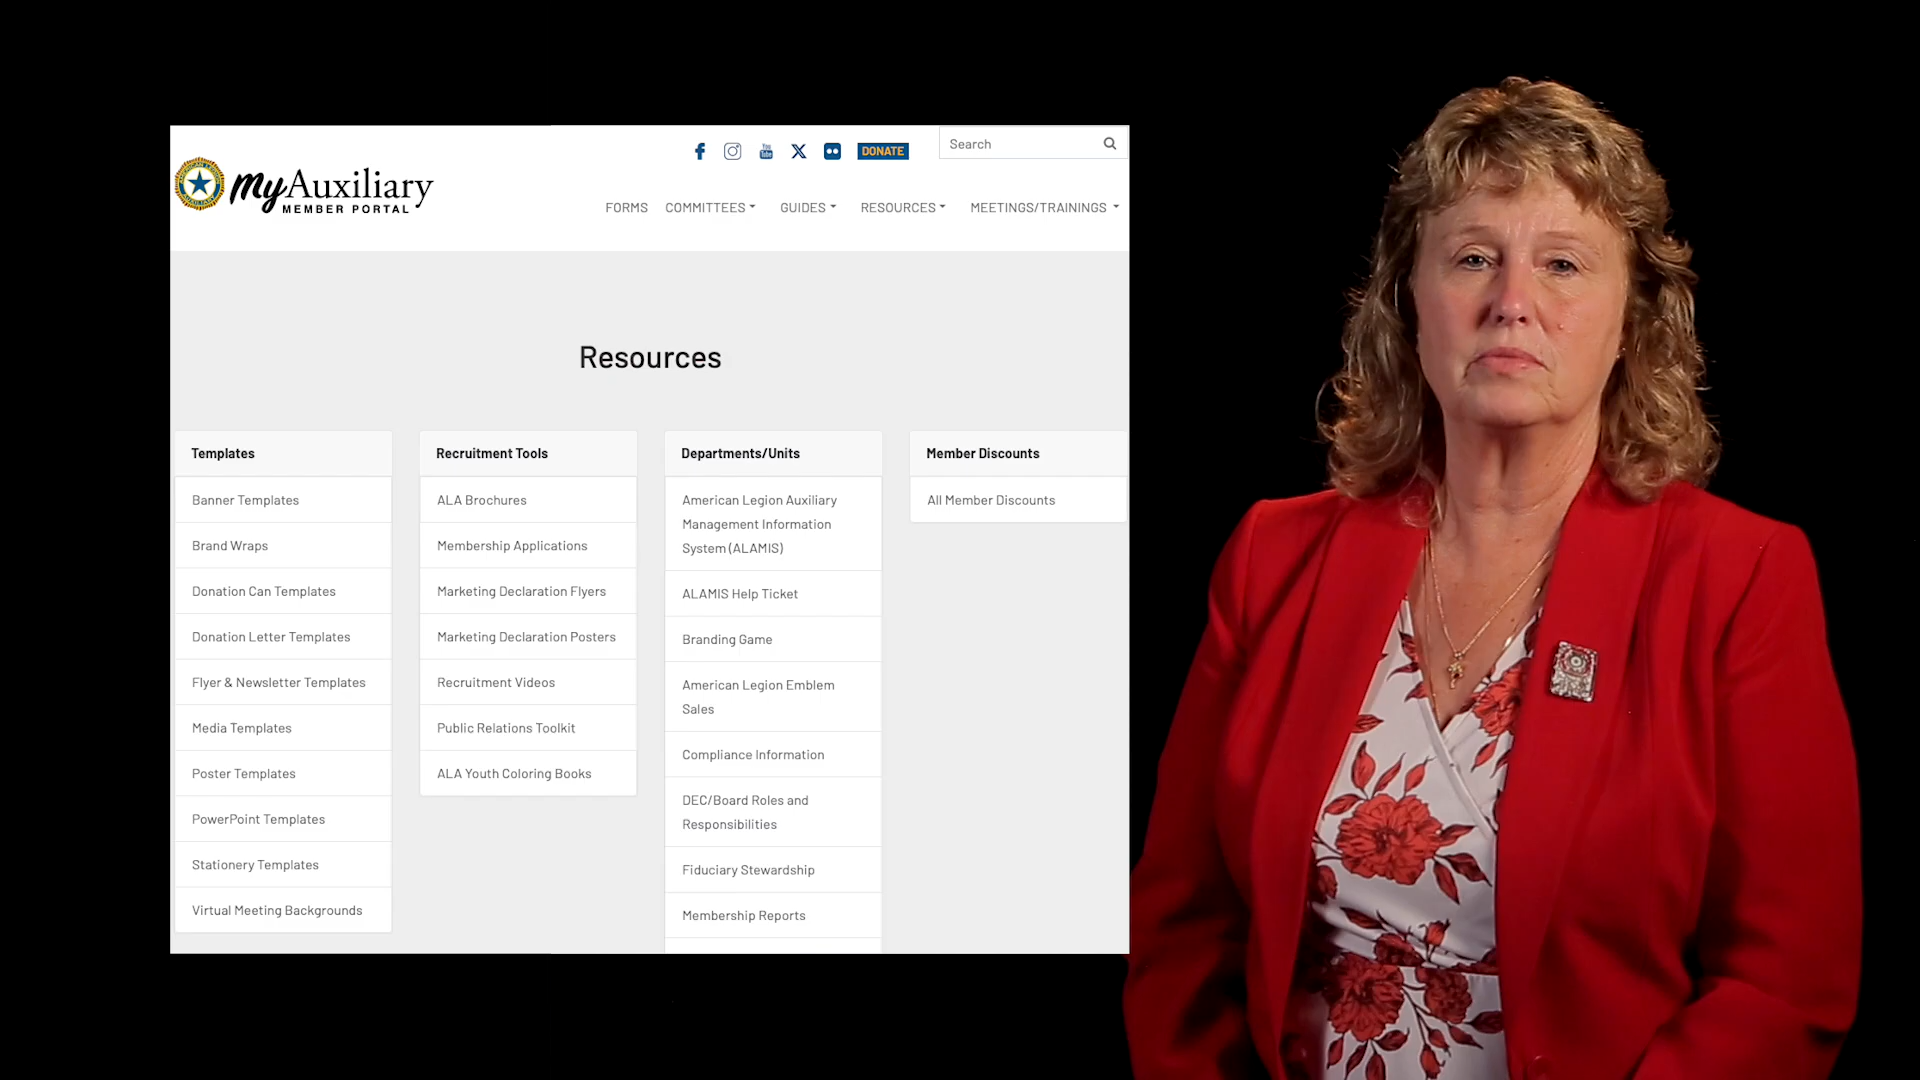 DONATE
Search
AMERICAN LEGION AUXILIARY
MyAuxiliary
MEMBER PORTAL
FORMS COMMITTEES GUIDES RESOURCES MEETINGS/TRAININGS
Resources
Templates
Banner Templates
Brand Wraps
Donation Can Templates
Donation Letter Templates
Flyer & Newsletter Templates
Media Templates
Poster Templates
PowerPoint Templates
Stationery Templates
Virtual Meeting Backgrounds
Recruitment Tools
ALA Brochures
Membership Applications
Marketing Declaration Flyers
Marketing Declaration Posters
Recruitment Videos
Public Relations Toolkit
ALA Youth Coloring Books
Departments/Units
American Legion Auxiliary
Management Information
System (ALAMIS)
ALAMIS Help Ticket
Branding Game
American Legion Emblem
Sales
Compliance Information
DEC/Board Roles and
Responsibilities
Fiduciary Stewardship
Membership Reports
Member Discounts
All Member Discounts